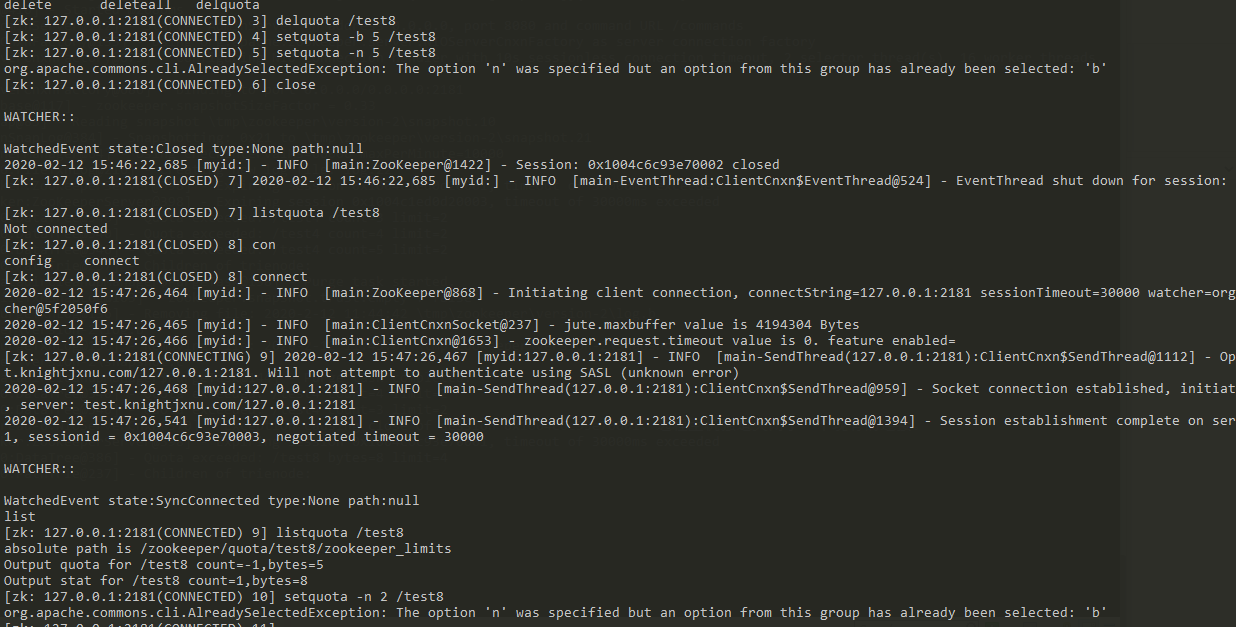 delete      deleteall   delquota
[zk: 127.0.0.1:2181(CONNECTED) 3] delquota /test8
[zk: 127.0.0.1:2181(CONNECTED) 4] setquota -b 5 /test8
[zk: 127.0.0.1:2181(CONNECTED) 5] setquota -n 5 /test8
org.apache.commons.cli.AlreadySelectedException: The option 'n' was specified but an option from this group has already been selected: 'b'
[zk: 127.0.0.1:2181(CONNECTED) 6] close
WATCHER::
WatchedEvent state:Closed type:None path:null
2020-02-12 15:46:22,685 [myid:] - INFO  [main:ZooKeeper@1422] - Session: 0x1004c6c93e70002 closed
[zk: 127.0.0.1:2181(CLOSED) 7] 2020-02-12 15:46:22,685 [myid:] - INFO  [main-EventThread:ClientCnxn$EventThread@524] - EventThread shut down for session:
[zk: 127.0.0.1:2181(CLOSED) 7] listquota /test8
Not connected
[zk: 127.0.0.1:2181(CLOSED) 8] con
config    connect
[zk: 127.0.0.1:2181(CLOSED) 8] connect
2020-02-12 15:47:26,464 [myid:] - INFO  [main:ZooKeeper@868] - Initiating client connection, connectString=127.0.0.1:2181 sessionTimeout=30000 watcher=org
cher@5f2050f6
2020-02-12 15:47:26,465 [myid:] - INFO  [main:ClientCnxnSocket@237] - jute.maxbuffer value is 4194304 Bytes
2020-02-12 15:47:26,466 [myid:] - INFO  [main:ClientCnxn@1653] - zookeeper.request.timeout value is 0. feature enabled=
[zk: 127.0.0.1:2181(CONNECTING) 9] 2020-02-12 15:47:26,467 [myid:127.0.0.1:2181] - INFO  [main-SendThread(127.0.0.1:2181):ClientCnxn$SendThread@1112] - Op
t.knightjxnu.com/127.0.0.1:2181. Will not attempt to authenticate using SASL (unknown error)
2020-02-12 15:47:26,468 [myid:127.0.0.1:2181] - INFO  [main-SendThread(127.0.0.1:2181):ClientCnxn$SendThread@959] - Socket connection established, initiat
, server: test.knightjxnu.com/127.0.0.1:2181
2020-02-12 15:47:26,541 [myid:127.0.0.1:2181] - INFO  [main-SendThread(127.0.0.1:2181):ClientCnxn$SendThread@1394] - Session establishment complete on ser
1, sessionid = 0x1004c6c93e70003, negotiated timeout = 30000
WATCHER::
WatchedEvent state:SyncConnected type:None path:null
list
[zk: 127.0.0.1:2181(CONNECTED) 9] listquota /test8
absolute path is /zookeeper/quota/test8/zookeeper_limits
Output quota for /test8 count=-1,bytes=5
Output stat for /test8 count=1,bytes=8
[zk: 127.0.0.1:2181(CONNECTED) 10] setquota -n 2 /test8
org.apache.commons.cli.AlreadySelectedException: The option 'n' was specified but an option from this group has already been selected: 'b'
[zk: 127.0.0.1:2181(CONNECTED) 11]